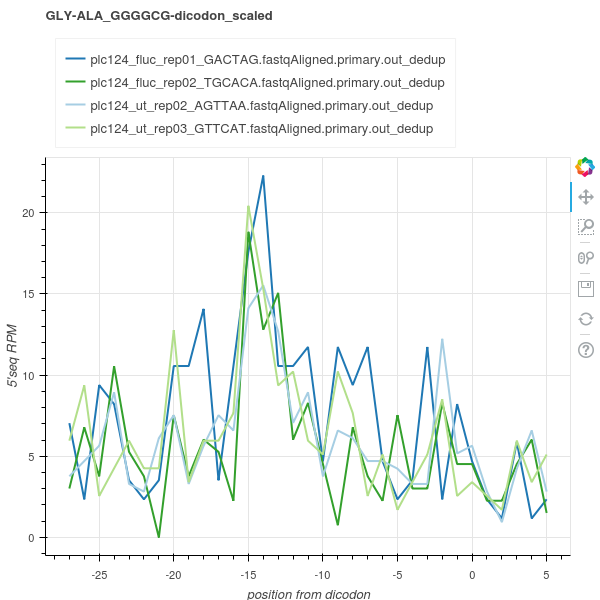 GLY-ALA_GGGGCG-dicodon_scaled
plc124_fluc_rep01_GACTAG.fastqAligned.primary.out_dedup
plc124_fluc_rep02_TGCACA.fastqAligned.primary.out_dedup
plc124_ut_rep02_AGTTAA.fastqAligned.primary.out_dedup
plc124_ut_rep03_GTTCAT.fastqAligned.primary.out_dedup
20
15
10
5
0
5'seq RPM
-25 -20 -15 -10 -5 0 5
position from dicodon